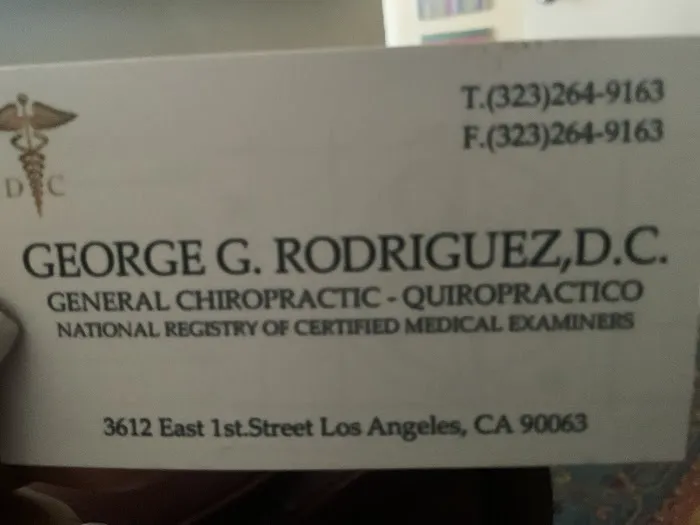 T.(323)264-9163
F.(323)264-9163
D C
GEORGE G. RODRIGUEZ,D.C.
GENERAL CHIROPRACTIC - QUIROPRACTICO
NATIONAL REGISTRY OF CERTIFIED MEDICAL EXAMINERS
3612 East 1st.Street Los Angeles, CA 90063